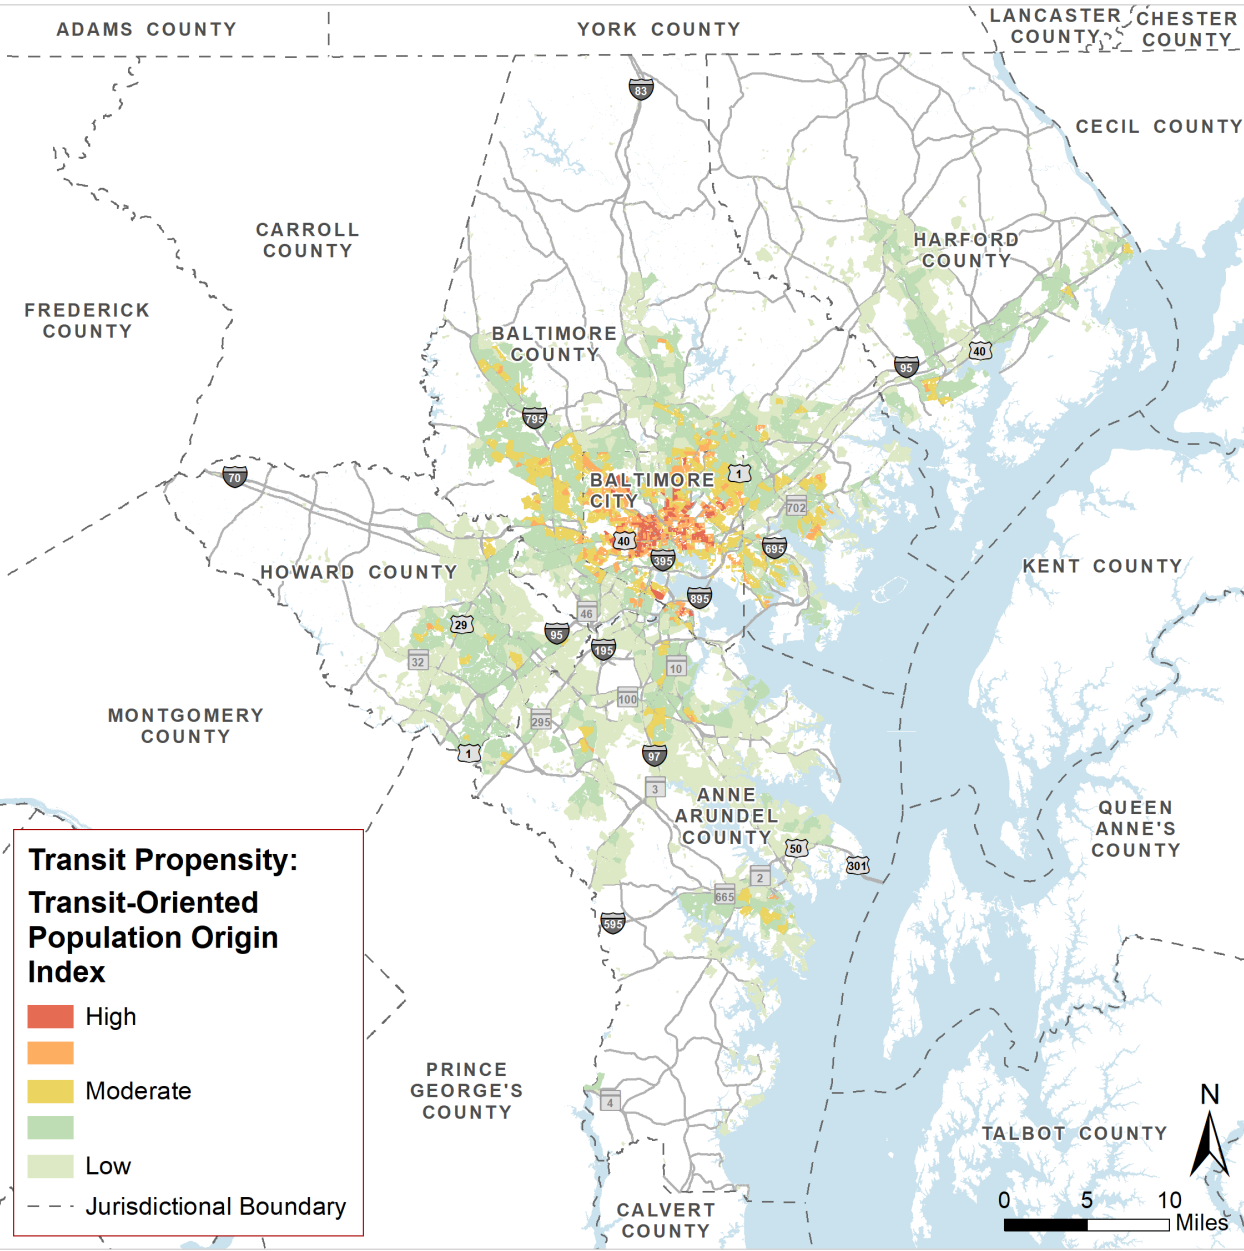 ADAMS COUNTY
YORK COUNTY
LANCASTER
COUNTY
CHESTER
COUNTY
83
CECIL COUNTY
CARROLL
COUNTY
HARFORD
COUNTY
FREDERICK
COUNTY
BALTIMORE
COUNTY
40
95
795
70
BALTIMORE
CITY
1
702
40
395
695
HOWARD COUNTY
KENT COUNTY
895
46
29
95
195
32
10
100
MONTGOMERY
COUNTY
295
1
97
3
ANNE
ARUNDEL
COUNTY
QUEEN
ANNE'S
COUNTY
50
301
2
665
595
Transit Propensity:
Transit-Oriented
Population Origin
Index
High
Moderate
Low
Jurisdictional Boundary
PRINCE
GEORGE'S
COUNTY
4
TALBOT COUNTY
CALVERT
COUNTY
N
0 5 10
Miles